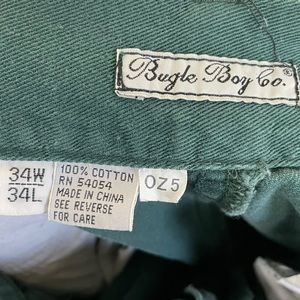 Bugle Boy Co.®
34W
34L
100% COTTON
RN 54054
MADE IN CHINA
SEE REVERSE
FOR CARE
OZ5